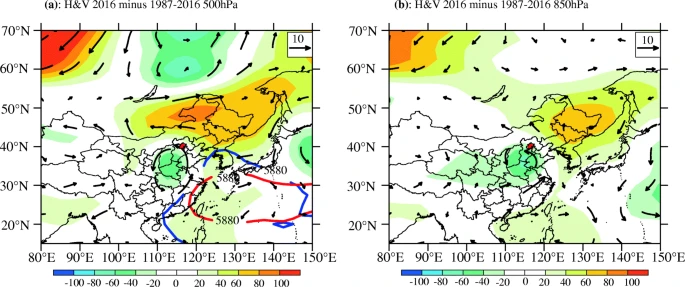 (a): H&V 2016 minus 1987-2016 500hPa
70°N
60°N
50°N
40°N
30°N
20°N
80°E 90°E 100°E 110°E 120°E 130°E 140°E 150°E
10
5880
5880
5880
-100 -80 -60 -40 -20 0 20 40 60 80 100
(b): H&V 2016 minus 1987-2016 850hPa
70°N
60°N
50°N
40°N
30°N
20°N
80°E 90°E 100°E 110°E 120°E 130°E 140°E 150°E
10
-100 -80 -60 -40 -20 0 20 40 60 80 100